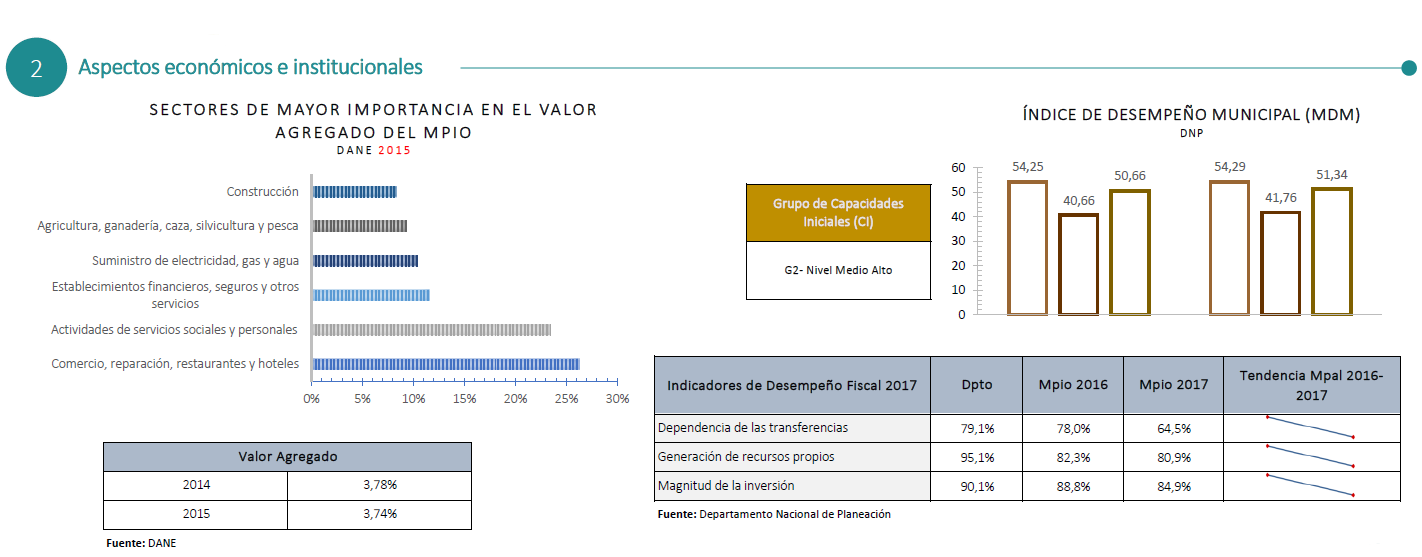 2
Aspectos económicos e institucionales
SECTORES DE MAYOR IMPORTANCIA EN EL VALOR
AGREGADO DEL MPIO
DANE 2015
Construcción
Agricultura, ganadería, caza, silvicultura y pesca
Suministro de electricidad, gas y agua
Establecimientos financieros, seguros y otros
servicios
Actividades de servicios sociales y personales
Comercio, reparación, restaurantes y hoteles
0% 5% 10% 15% 20% 25% 30%
Valor Agregado
2014 3,78%
2015 3,74%
Fuente: DANE
ÍNDICE DE DESEMPEÑO MUNICIPAL (MDM)
DNP
Grupo de Capacidades
Iniciales (CI)
G2- Nivel Medio Alto
60
50
40
30
20
10
0
54,25 40,66 50,66 54,29 41,76 51,34
Indicadores de Desempeño Fiscal 2017 Dpto Mpio 2016 Mpio 2017 Tendencia Mpal 2016-
2017
Dependencia de las transferencias 79,1% 78,0% 64,5%
Generación de recursos propios 95,1% 82,3% 80,9%
Magnitud de la inversión 90,1% 88,8% 84,9%
Fuente: Departamento Nacional de Planeación